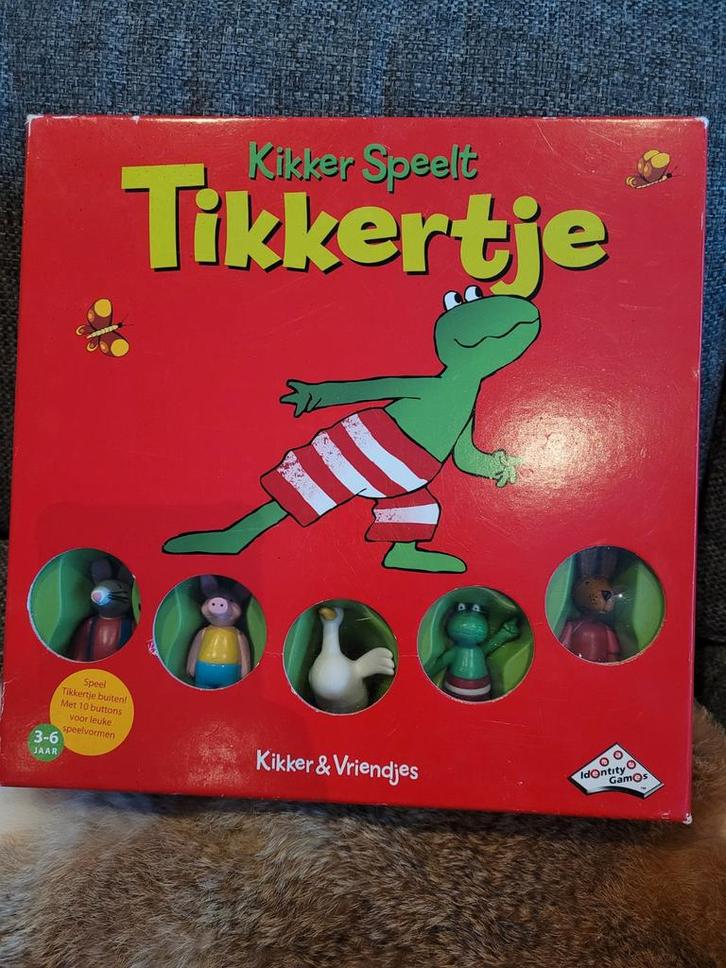 Kikker Speelt
Tikkertje
Speel
Tikkertje buiten!
Met 10 buttons
voor leuke
speelvormen
3-6
JAAR
Kikker & Vriendjes
Identity
Games
™